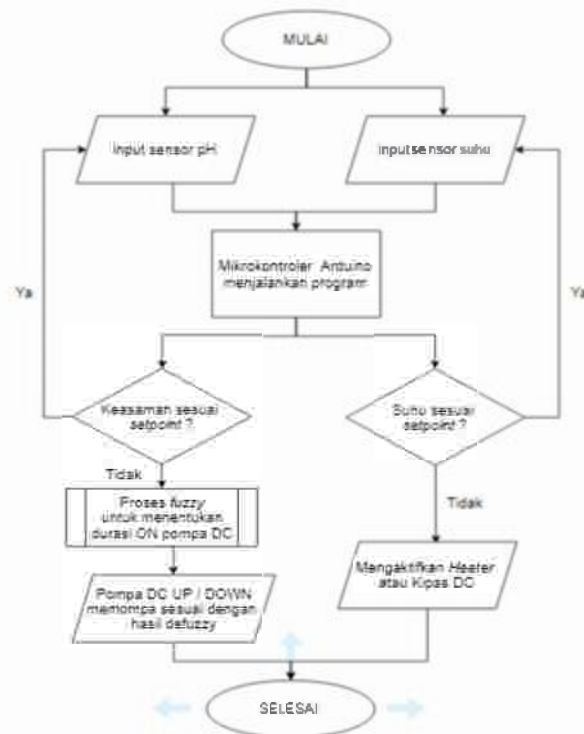 MULAI
Input sensor pH
Input sensor suhu
Mikrokontroler Arduino
menjalankan program
Ya
Ya
Keasaman sesuai
setpoint ?
Suhu sesuai
setpoint ?
Tidak
Tidak
Proses fuzzy
untuk menentukan
durasi ON pompa DC
Mengaktifkan Heater
atau Kipas DC
Pompa DC UP / DOWN
memompa sesuai dengan
hasil defuzzy
SELESAI